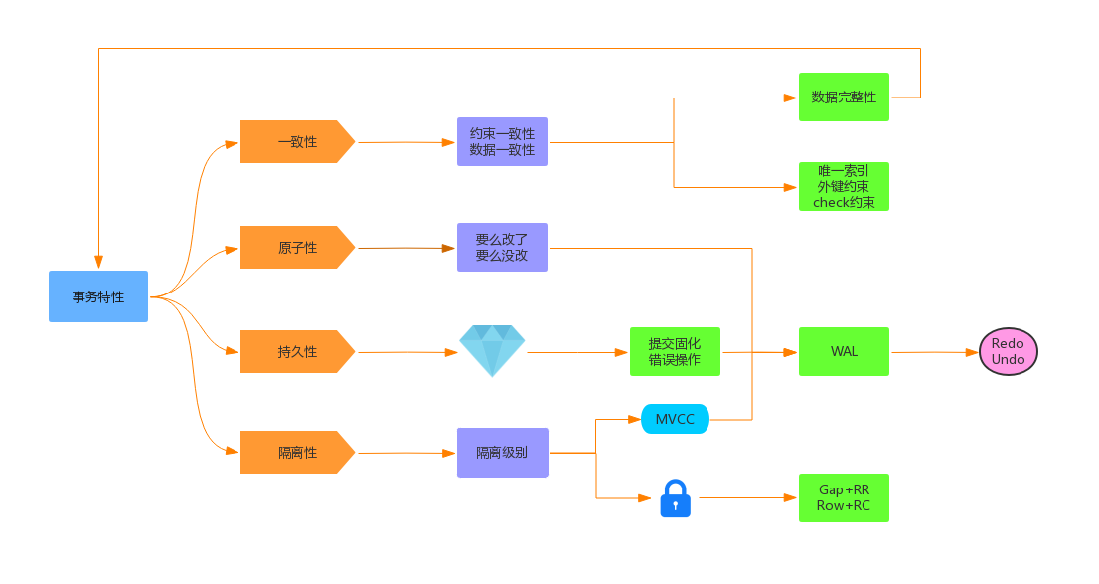 数据完整性
一致性
约束一致性
数据一致性
唯一索引
外键约束
check约束
原子性
要么改了
要么没改
事务特性
持久性
提交固化
错误操作
WAL
Redo
Undo
MVCC
隔离性
隔离级别
Gap+RR
Row+RC